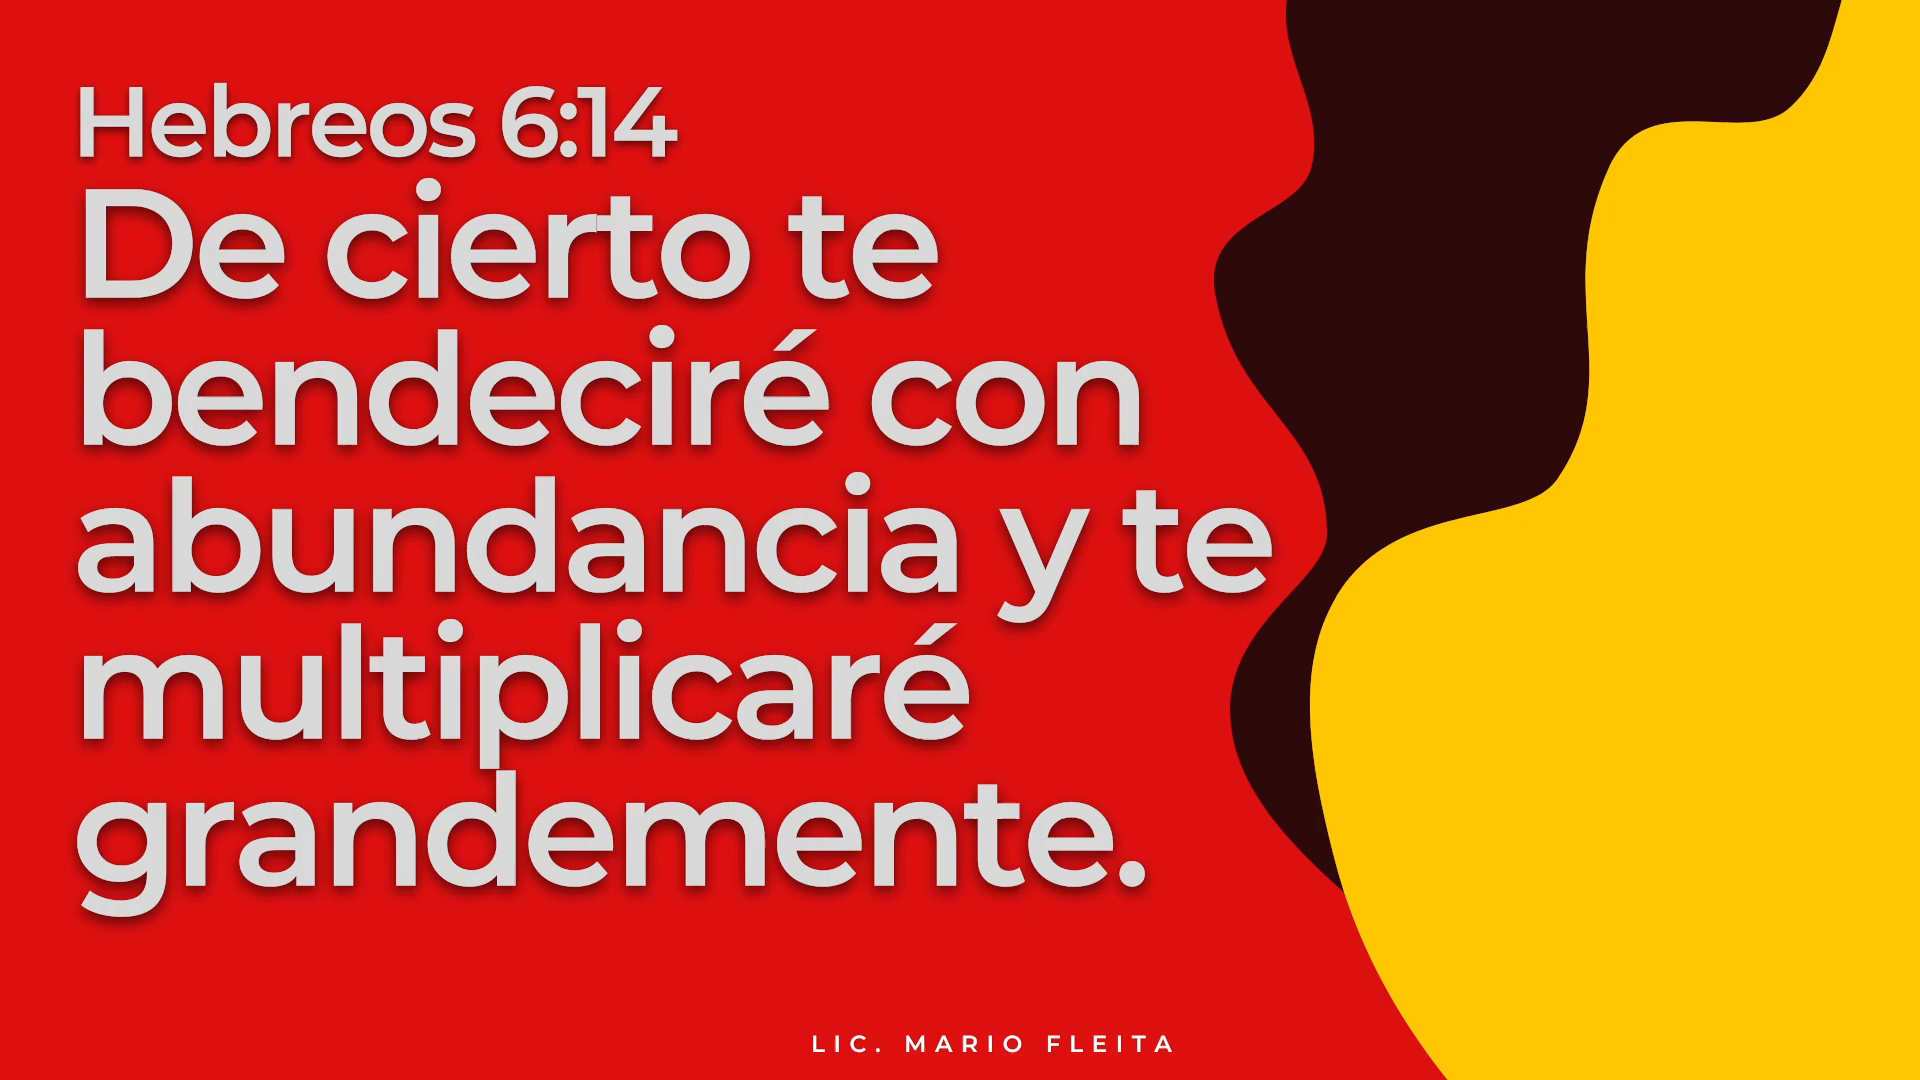 Hebreos 6:14
De cierto te
bendeciré con
abundancia y te
multiplicaré
grandemente.
LIC. MARIO FLEITA